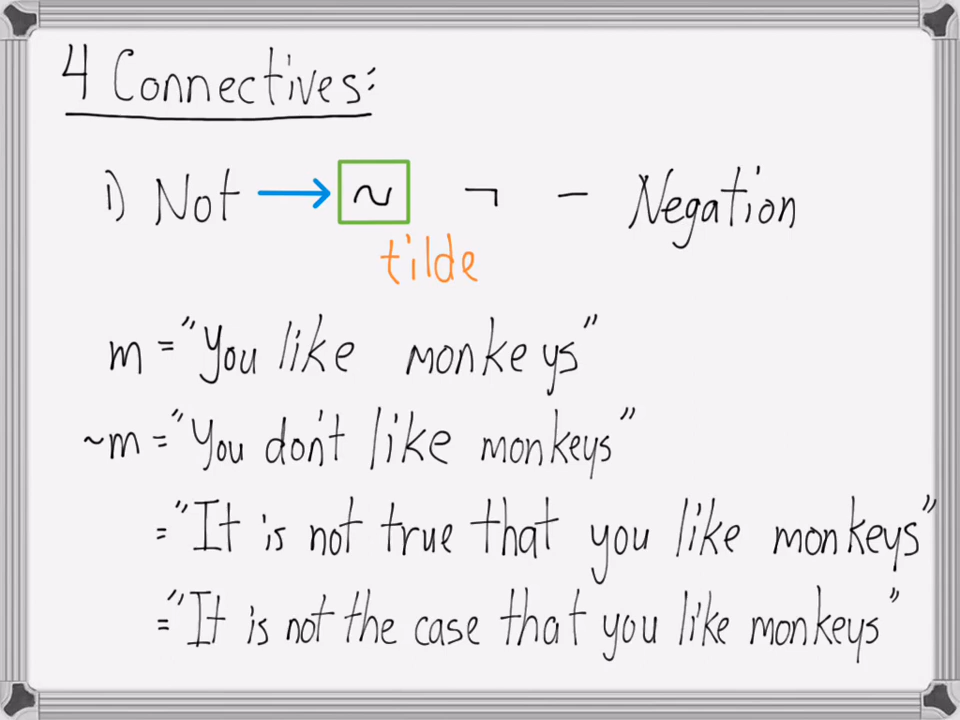 4 Connectives:
1) Not → ~ ¬ – Negation
tilde
m = "You like monkeys"
~m = "You don't like monkeys"
= "It is not true that you like monkeys"
= "It is not the case that you like monkeys"